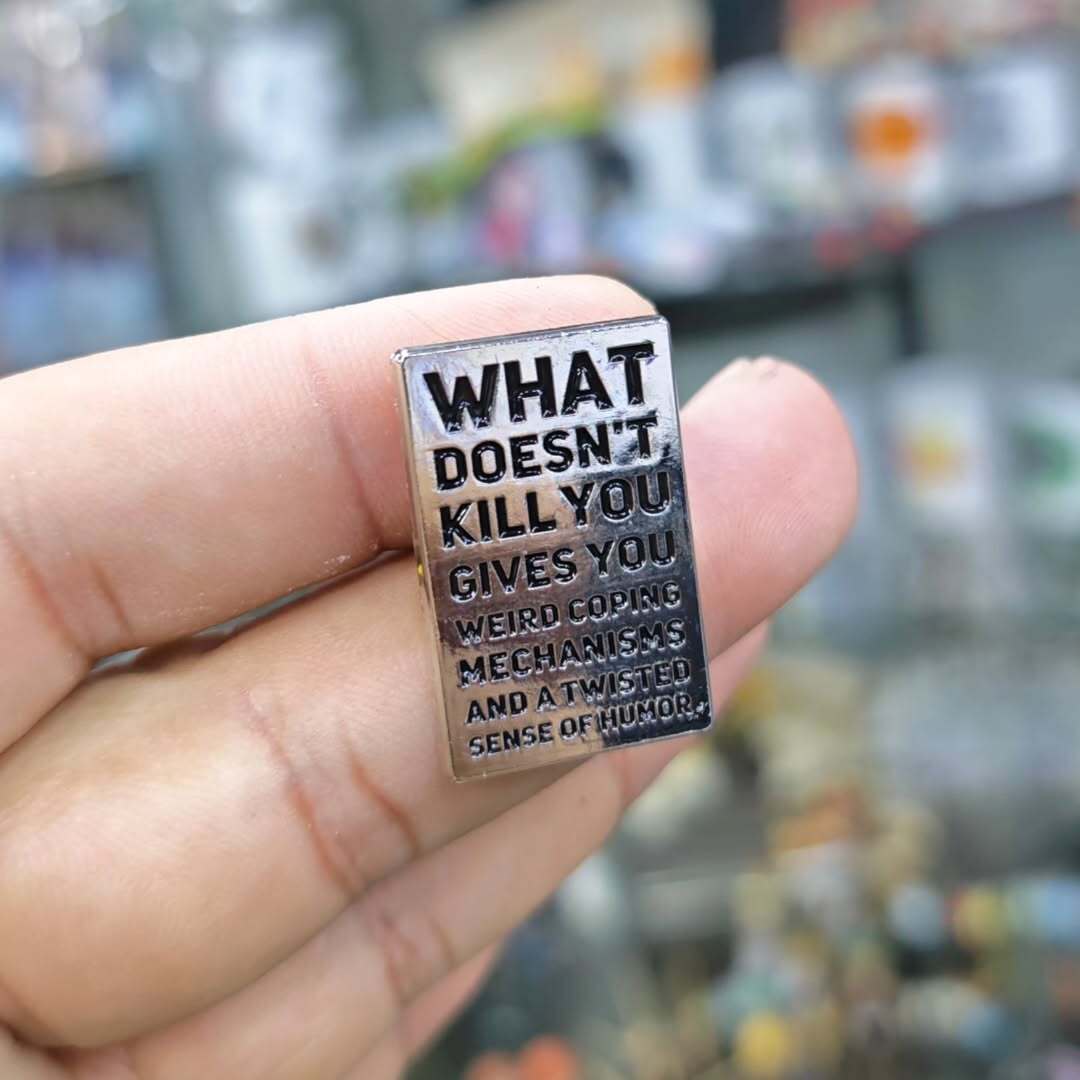 WHAT
DOESN'T
KILL YOU
GIVES YOU
WEIRD COPING
MECHANISMS
AND A TWISTED
SENSE OF HUMOR.